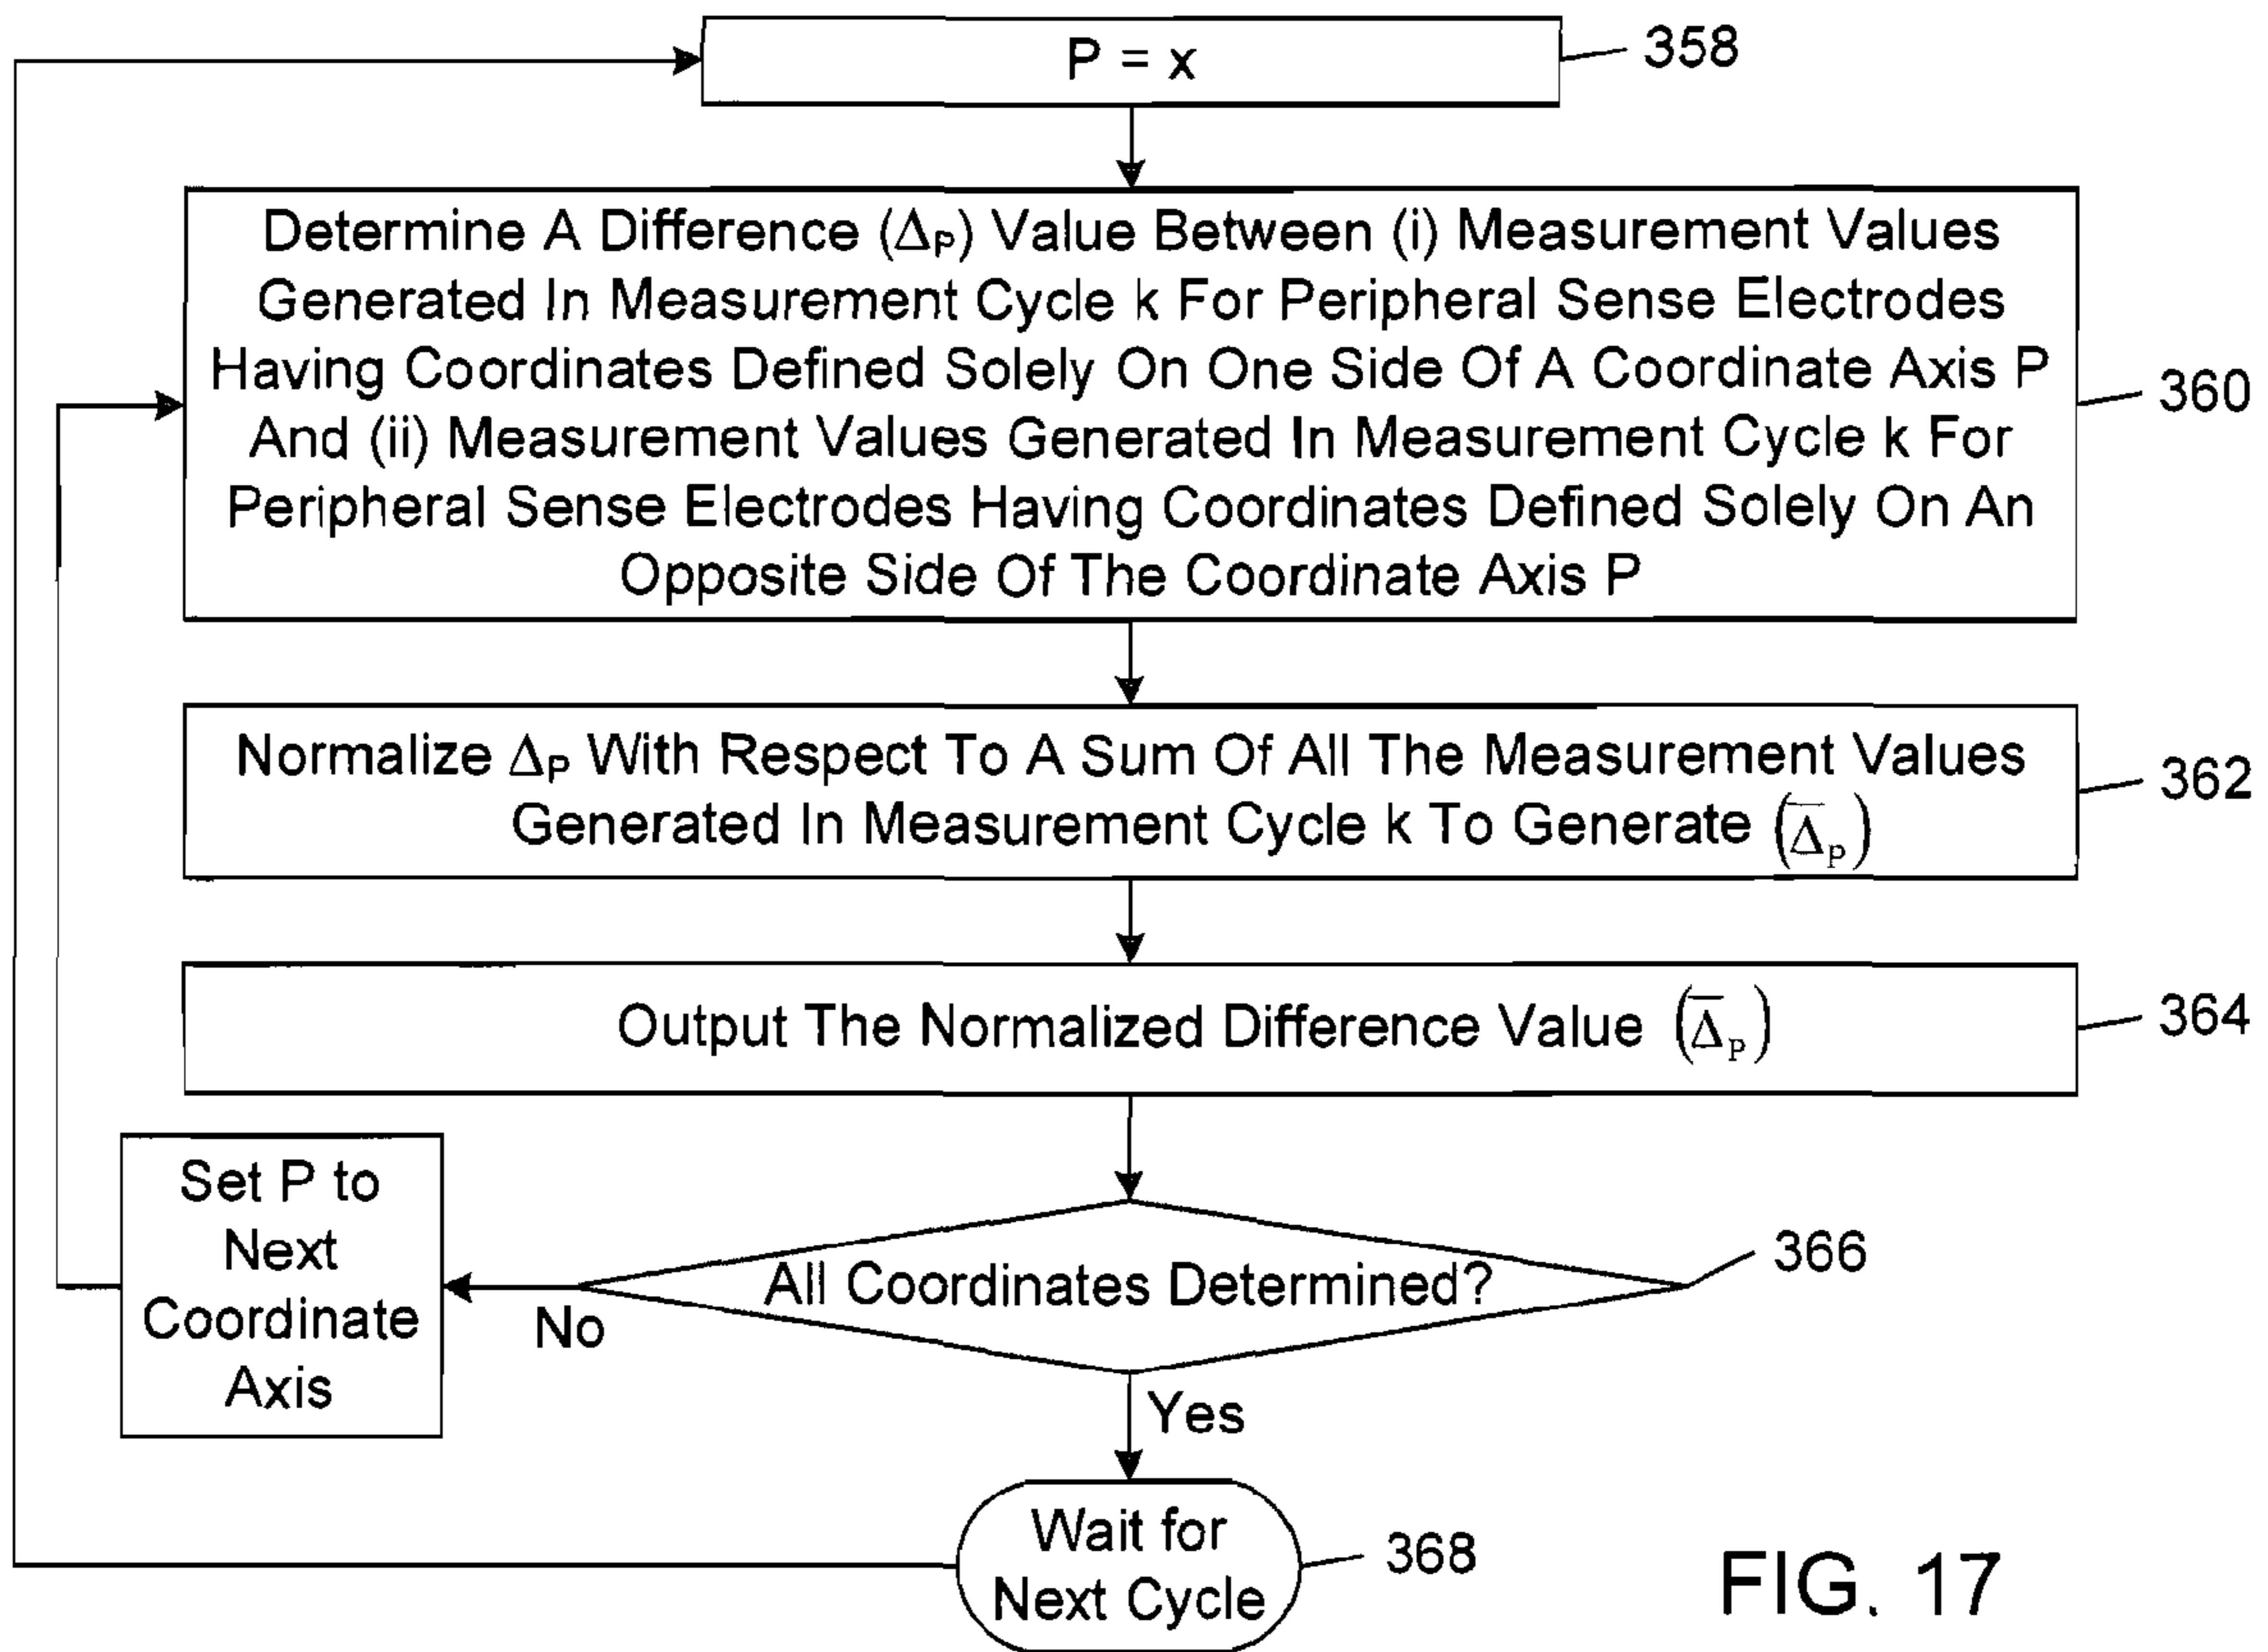 P = x
358
Determine A Difference (Δₚ) Value Between (i) Measurement Values
Generated In Measurement Cycle k For Peripheral Sense Electrodes
Having Coordinates Defined Solely On One Side Of A Coordinate Axis P
And (ii) Measurement Values Generated In Measurement Cycle k For
Peripheral Sense Electrodes Having Coordinates Defined Solely On An
Opposite Side Of The Coordinate Axis P
360
Normalize Δₚ With Respect To A Sum Of All The Measurement Values
Generated In Measurement Cycle k To Generate (Δ̅ₚ)
362
Output The Normalized Difference Value (Δ̅ₚ)
364
Set P to
Next
Coordinate
Axis
No
All Coordinates Determined?
366
Yes
Wait for
Next Cycle
368
FIG. 17